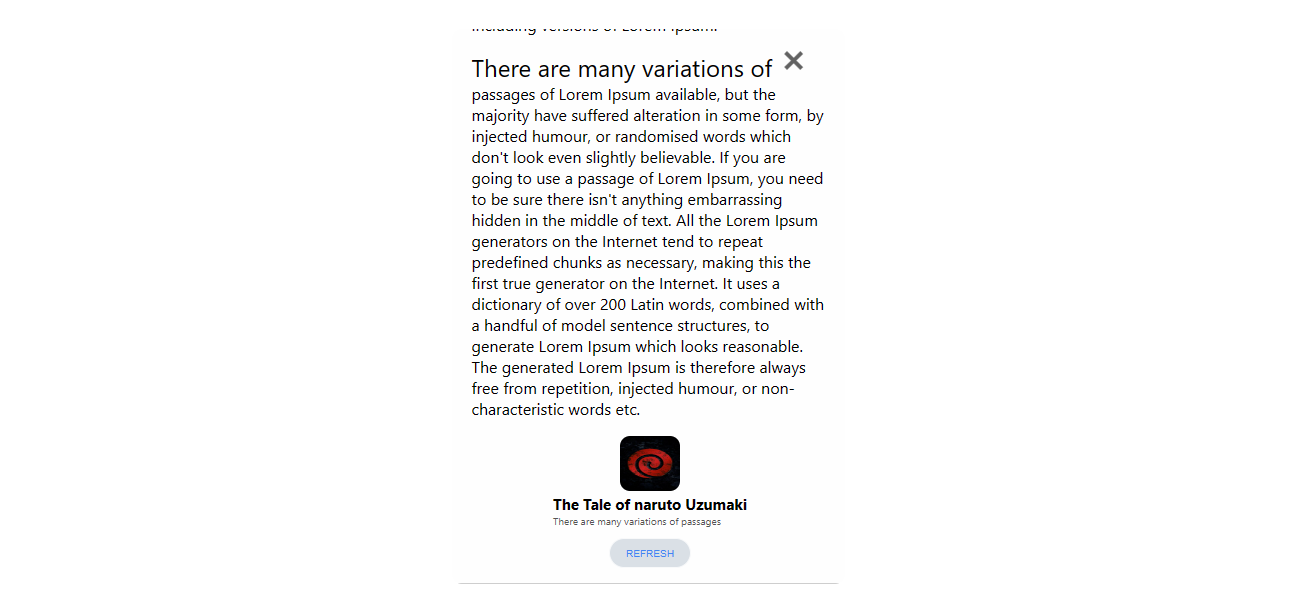 including versions of Lorem Ipsum.
There are many variations of
passages of Lorem Ipsum available, but the
majority have suffered alteration in some form, by
injected humour, or randomised words which
don't look even slightly believable. If you are
going to use a passage of Lorem Ipsum, you need
to be sure there isn't anything embarrassing
hidden in the middle of text. All the Lorem Ipsum
generators on the Internet tend to repeat
predefined chunks as necessary, making this the
first true generator on the Internet. It uses a
dictionary of over 200 Latin words, combined with
a handful of model sentence structures, to
generate Lorem Ipsum which looks reasonable.
The generated Lorem Ipsum is therefore always
free from repetition, injected humour, or non-
characteristic words etc.
The Tale of naruto Uzumaki
There are many variations of passages
REFRESH